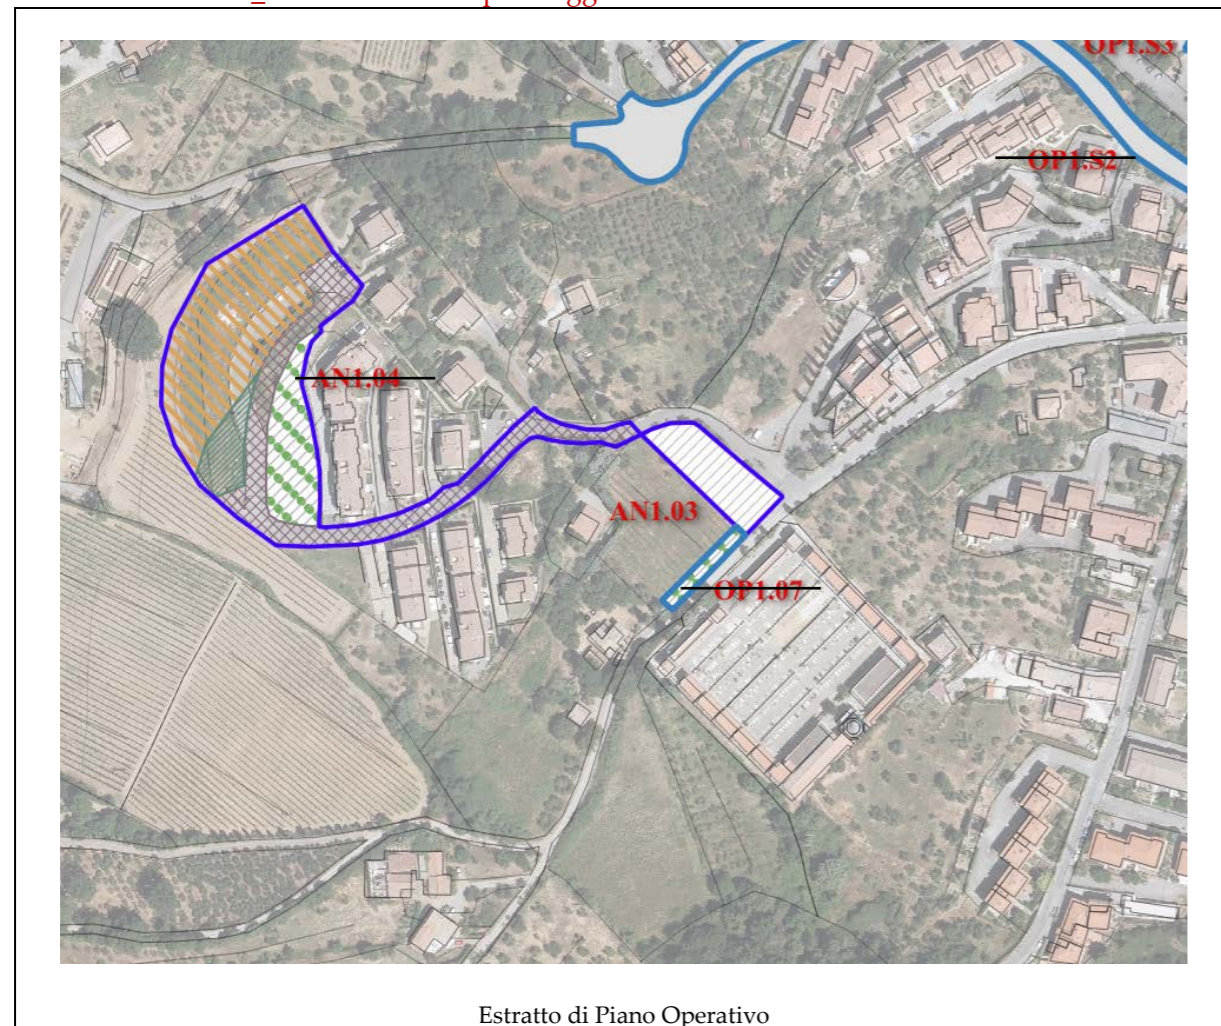 OP1.S3
OP1.S2
AN1.04
AN1.03
OP1.07
Estratto di Piano Operativo